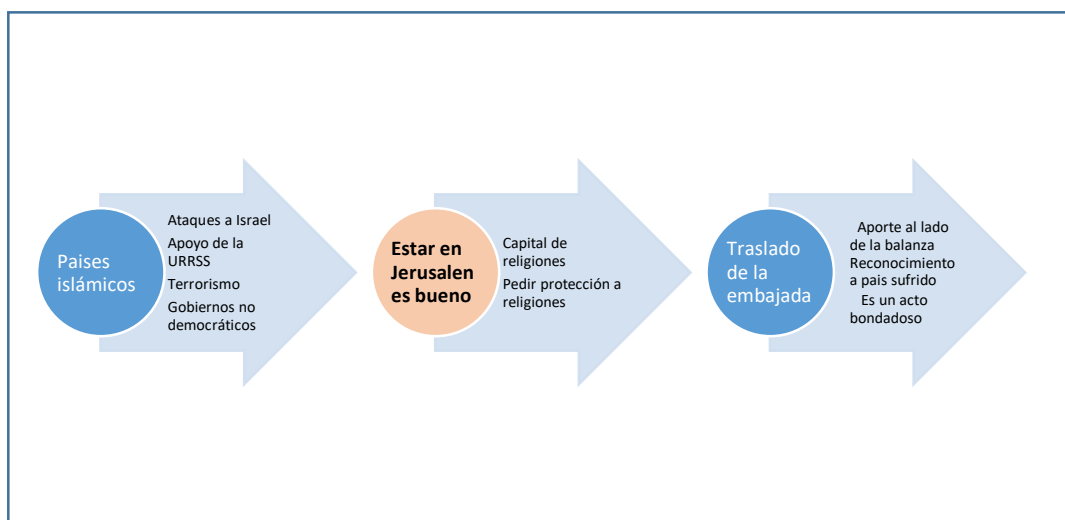 Paises
islámicos
Ataques a Israel
Apoyo de la
URRSS
Terrorismo
Gobiernos no
democráticos
Estar en
Jerusalen
es bueno
Capital de
religiones
Pedir protección a
religiones
Traslado
de la
embajada
Aporte al lado
de la balanza
Reconocimiento
a pais sufrido
Es un acto
bondadoso